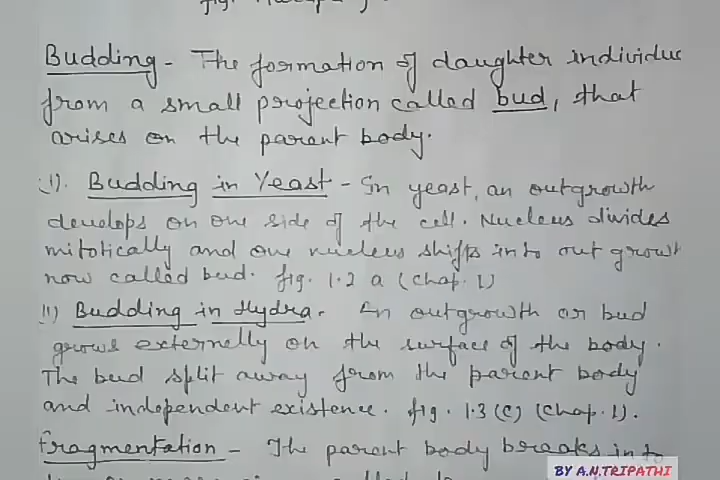 fig.
Budding - The formation of daughter individuc
from a small projection called bud, that
arises on the parent body.
i). Budding in Yeast - In yeast, an outgrowth
develops on one side of the cell. Nucleus divides
mitotically and one nucleus shifts into out growt
now called bud. fig. 1.2 a (Chap. 1)
ii) Budding in Hydra. An outgrowth or bud
grows externelly on the surface of the body.
The bud split away from the parent body
and independent existence. fig. 1.3 (c) (Chap. 1).
Fragmentation - The parent body breaks into
BY A.N.TRIPATHI